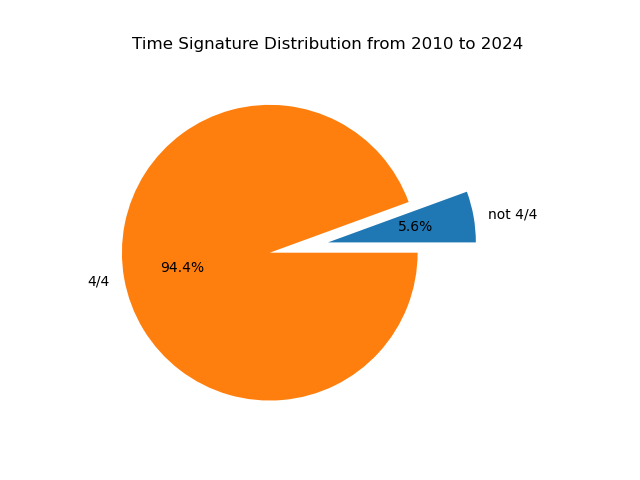 Time Signature Distribution from 2010 to 2024
not 4/4
5.6%
94.4%
4/4